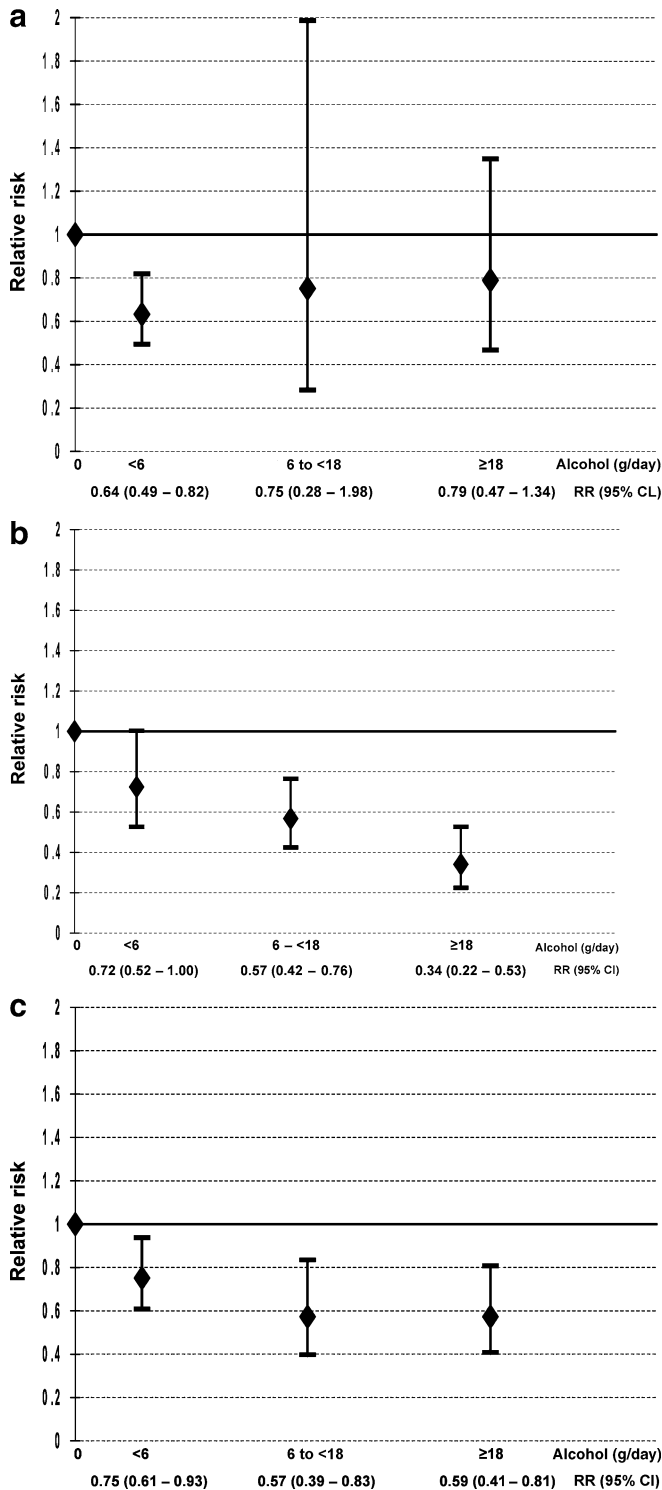 a
2
1.8
1.6
1.4
1.2
1
0.8
0.6
0.4
0.2
0
Relative risk
0 <6 6 to <18 ≥18 Alcohol (g/day)
0.64 (0.49 – 0.82) 0.75 (0.28 – 1.98) 0.79 (0.47 – 1.34) RR (95% CL)
b
2
1.8
1.6
1.4
1.2
1
0.8
0.6
0.4
0.2
0
Relative risk
0 <6 6 – <18 ≥18 Alcohol (g/day)
0.72 (0.52 – 1.00) 0.57 (0.42 – 0.76) 0.34 (0.22 – 0.53) RR (95% CI)
c
2
1.8
1.6
1.4
1.2
1
0.8
0.6
0.4
0.2
0
Relative risk
0 <6 6 to <18 ≥18 Alcohol (g/day)
0.75 (0.61 – 0.93) 0.57 (0.39 – 0.83) 0.59 (0.41 – 0.81) RR (95% CI)